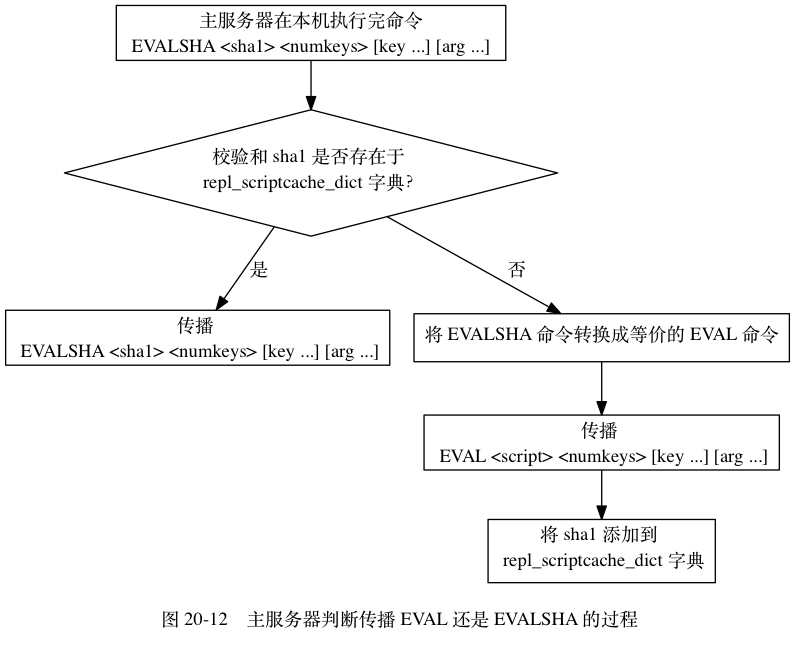 主服务器在本机执行完命令
EVALSHA <sha1> <numkeys> [key ...] [arg ...]
校验和 sha1 是否存在于
repl_scriptcache_dict 字典?
是
否
传播
EVALSHA <sha1> <numkeys> [key ...] [arg ...]
将 EVALSHA 命令转换成等价的 EVAL 命令
传播
EVAL <script> <numkeys> [key ...] [arg ...]
将 sha1 添加到
repl_scriptcache_dict 字典
图 20-12 主服务器判断传播 EVAL 还是 EVALSHA 的过程